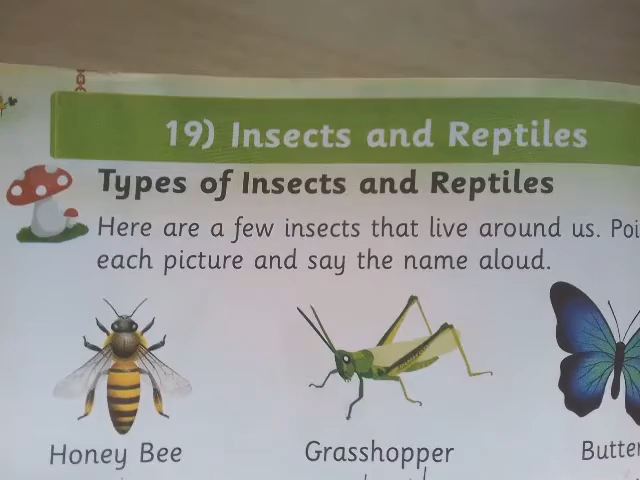 19) Insects and Reptiles
Types of Insects and Reptiles
Here are a few insects that live around us.
each picture and say the name aloud.
Honey Bee
Grasshopper